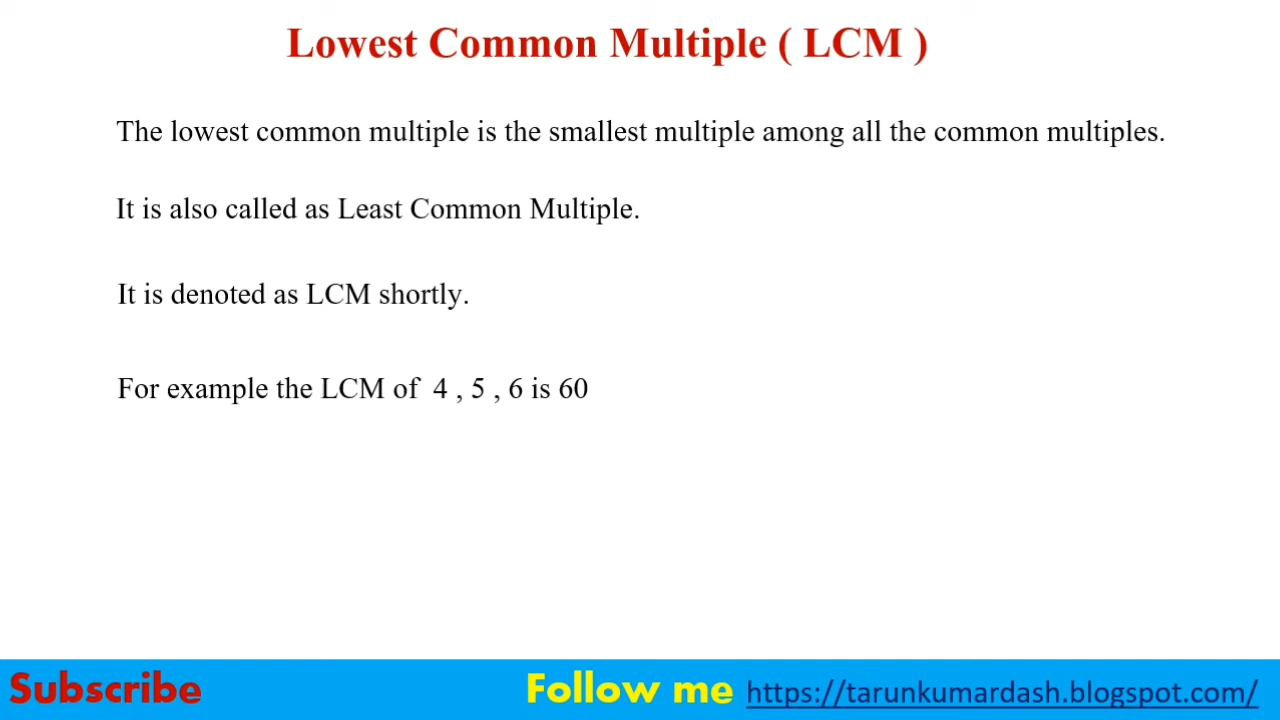 Lowest Common Multiple ( LCM )
The lowest common multiple is the smallest multiple among all the common multiples.
It is also called as Least Common Multiple.
It is denoted as LCM shortly.
For example the LCM of 4 , 5 , 6 is 60
Subscribe Follow me https://tarunkumardash.blogspot.com/